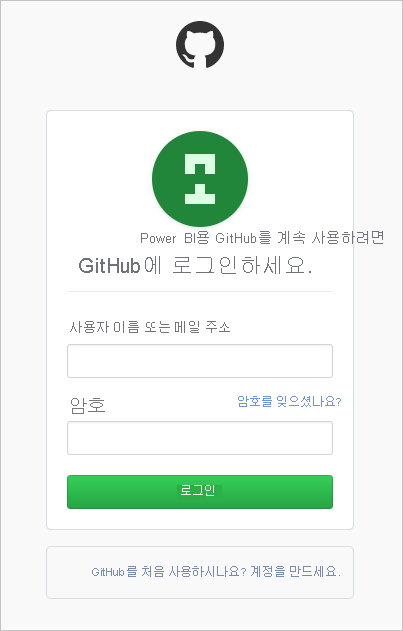 Power BI용 GitHub를 계속 사용하려면
GitHub에 로그인하세요.
사용자 이름 또는 메일 주소
암호
암호를 잊으셨나요?
로그인
GitHub를 처음 사용하시나요? 계정을 만드세요.